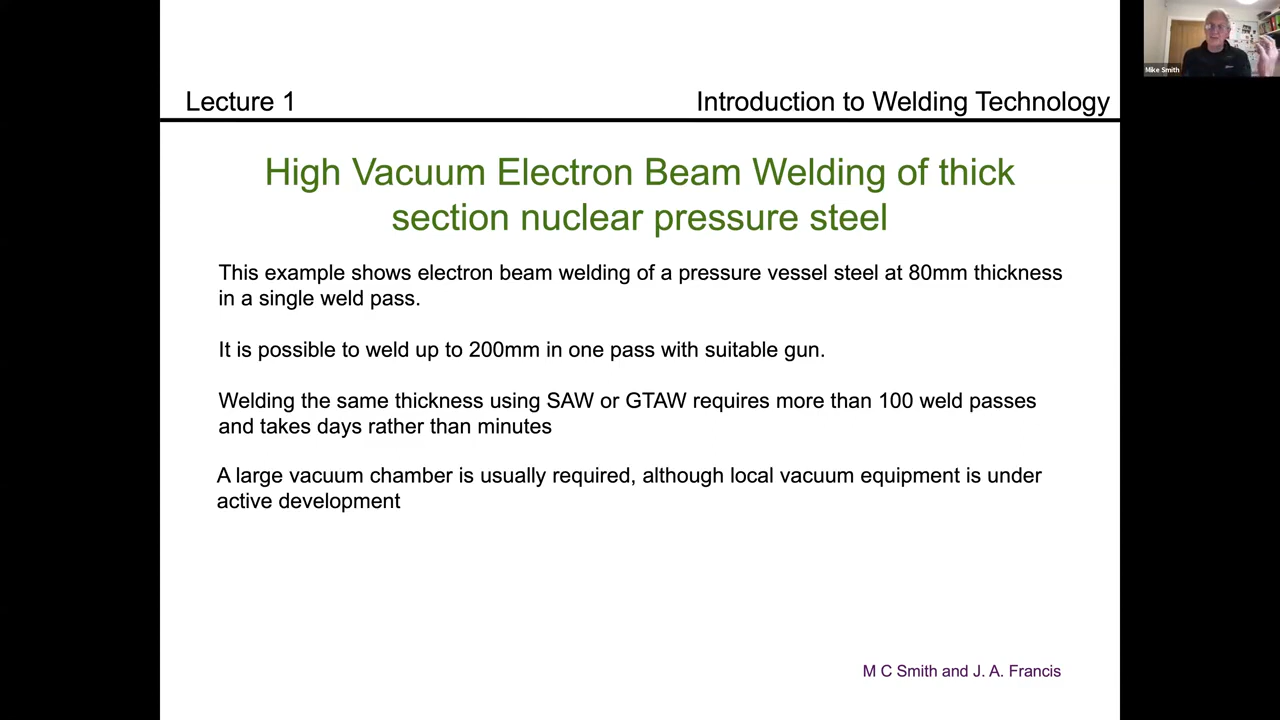 Lecture 1
Introduction to Welding Technology
High Vacuum Electron Beam Welding of thick
section nuclear pressure steel
This example shows electron beam welding of a pressure vessel steel at 80mm thickness
in a single weld pass.
It is possible to weld up to 200mm in one pass with suitable gun.
Welding the same thickness using SAW or GTAW requires more than 100 weld passes
and takes days rather than minutes
A large vacuum chamber is usually required, although local vacuum equipment is under
active development
M C Smith and J. A. Francis
Mike Smith